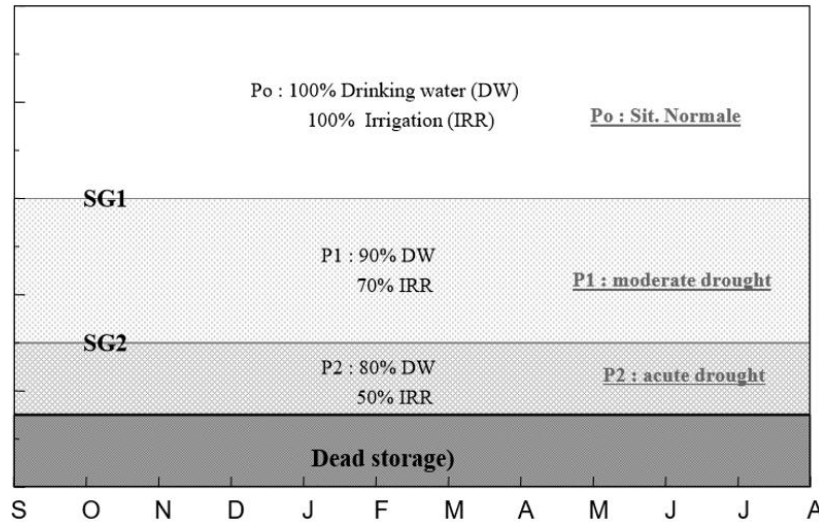 Po : 100% Drinking water (DW)
100% Irrigation (IRR)
Po : Sit. Normale
SG1
P1 : 90% DW
70% IRR
P1 : moderate drought
SG2
P2 : 80% DW
50% IRR
P2 : acute drought
Dead storage)
S O N D J F M A M J J A